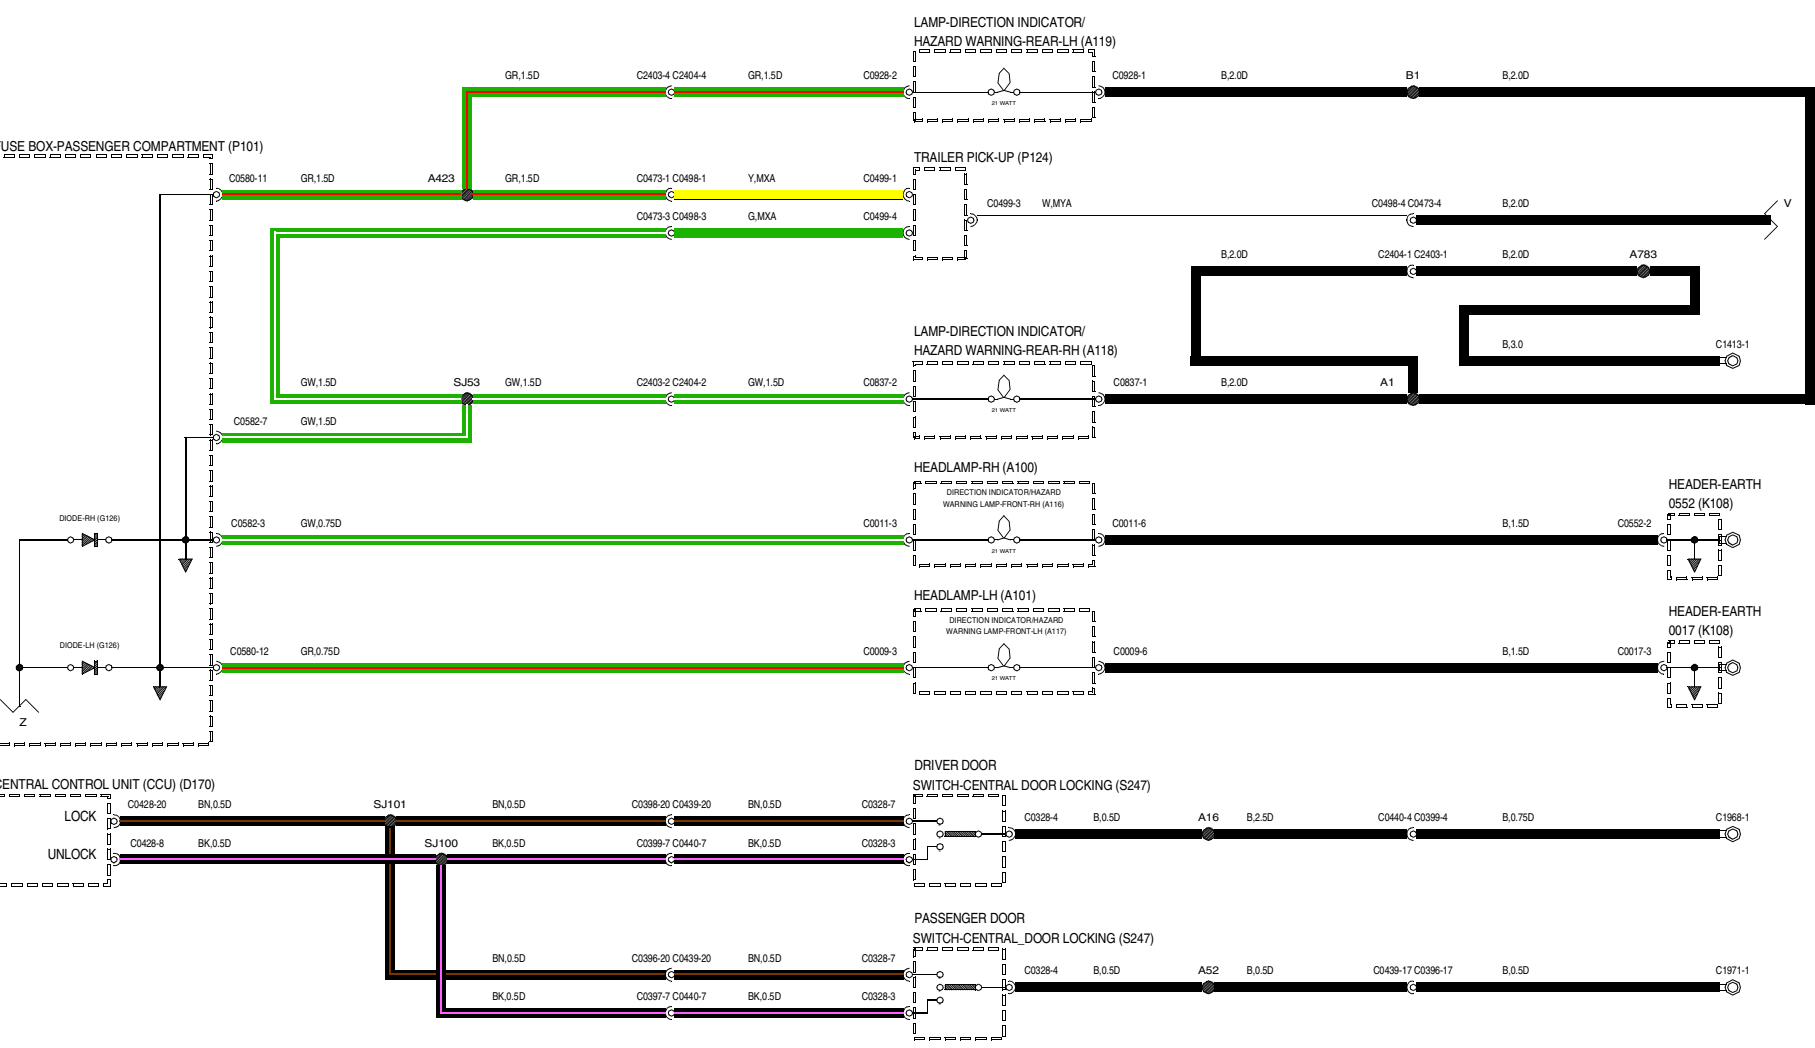 LAMP-DIRECTION INDICATOR/
HAZARD WARNING-REAR-LH (A119)
GR,1.5D C2403-4 C2404-4 GR,1.5D C0928-2 C0928-1 B,2.0D B1 B,2.0D
21 WATT
USE BOX-PASSENGER COMPARTMENT (P101)
TRAILER PICK-UP (P124)
C0580-11 GR,1.5D A423 GR,1.5D C0473-1 C0498-1 Y,MXA C0499-1
C0499-3 W,MYA C0498-4 C0473-4 B,2.0D V
C0473-3 C0498-3 G,MXA C0499-4
B,2.0D C2404-1 C2403-1 B,2.0D A783
LAMP-DIRECTION INDICATOR/
HAZARD WARNING-REAR-RH (A118)
B,3.0 C1413-1
GW,1.5D SJ53 GW,1.5D C2403-2 C2404-2 GW,1.5D C0837-2 C0837-1 B,2.0D A1
21 WATT
C0582-7 GW,1.5D
HEADLAMP-RH (A100)
HEADER-EARTH
0552 (K108)
DIRECTION INDICATOR/HAZARD
WARNING LAMP-FRONT-RH (A116)
DIODE-RH (G126) C0582-3 GW,0.75D C0011-3 C0011-6 B,1.5D C0552-2
21 WATT
HEADLAMP-LH (A101)
HEADER-EARTH
0017 (K108)
DIRECTION INDICATOR/HAZARD
WARNING LAMP-FRONT-LH (A117)
DIODE-LH (G126) C0580-12 GR,0.75D C0009-3 C0009-6 B,1.5D C0017-3
21 WATT
Z
DRIVER DOOR
SWITCH-CENTRAL DOOR LOCKING (S247)
CENTRAL CONTROL UNIT (CCU) (D170)
LOCK C0428-20 BN,0.5D SJ101 BN,0.5D C0398-20 C0439-20 BN,0.5D C0328-7
C0328-4 B,0.5D A16 B,2.5D C0440-4 C0399-4 B,0.75D C1968-1
UNLOCK C0428-8 BK,0.5D SJ100 BK,0.5D C0399-7 C0440-7 BK,0.5D C0328-3
PASSENGER DOOR
SWITCH-CENTRAL_DOOR LOCKING (S247)
BN,0.5D C0396-20 C0439-20 BN,0.5D C0328-7
C0328-4 B,0.5D A52 B,0.5D C0439-17 C0396-17 B,0.5D C1971-1
BK,0.5D C0397-7 C0440-7 BK,0.5D C0328-3